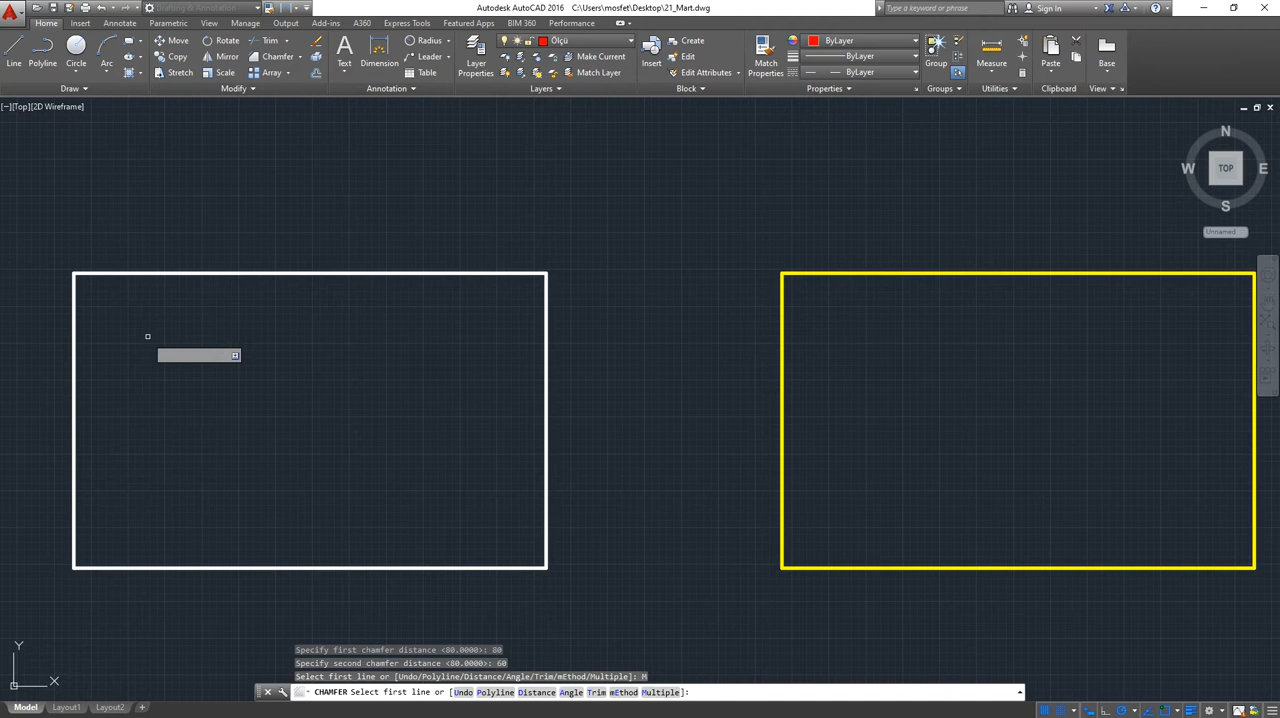 Drafting & Annotation
Autodesk AutoCAD 2016 C:\Users\mosfet\Desktop\21_Mart.dwg
Type a keyword or phrase
Sign In
Home Insert Annotate Parametric View Manage Output Add-ins A360 Express Tools Featured Apps BIM 360 Performance
Move Rotate Trim Radius Ölçü Create ByLayer
Copy Mirror Chamfer Leader Make Current Edit ByLayer
Line Polyline Circle Arc Text Dimension Layer Properties Insert Match Properties Group Measure Paste Base
Stretch Scale Array Table Match Layer Edit Attributes ByLayer
Draw Modify Annotation Layers Block Properties Groups Utilities Clipboard View
[−][Top][2D Wireframe]
N
W TOP E
S
Unnamed
Y
X
Specify first chamfer distance <80.0000>: 80
Specify second chamfer distance <80.0000>: 60
Select first line or [Undo/Polyline/Distance/Angle/Trim/mEthod/Multiple]: M
CHAMFER Select first line or [Undo Polyline Distance Angle Trim mEthod Multiple]:
Model Layout1 Layout2